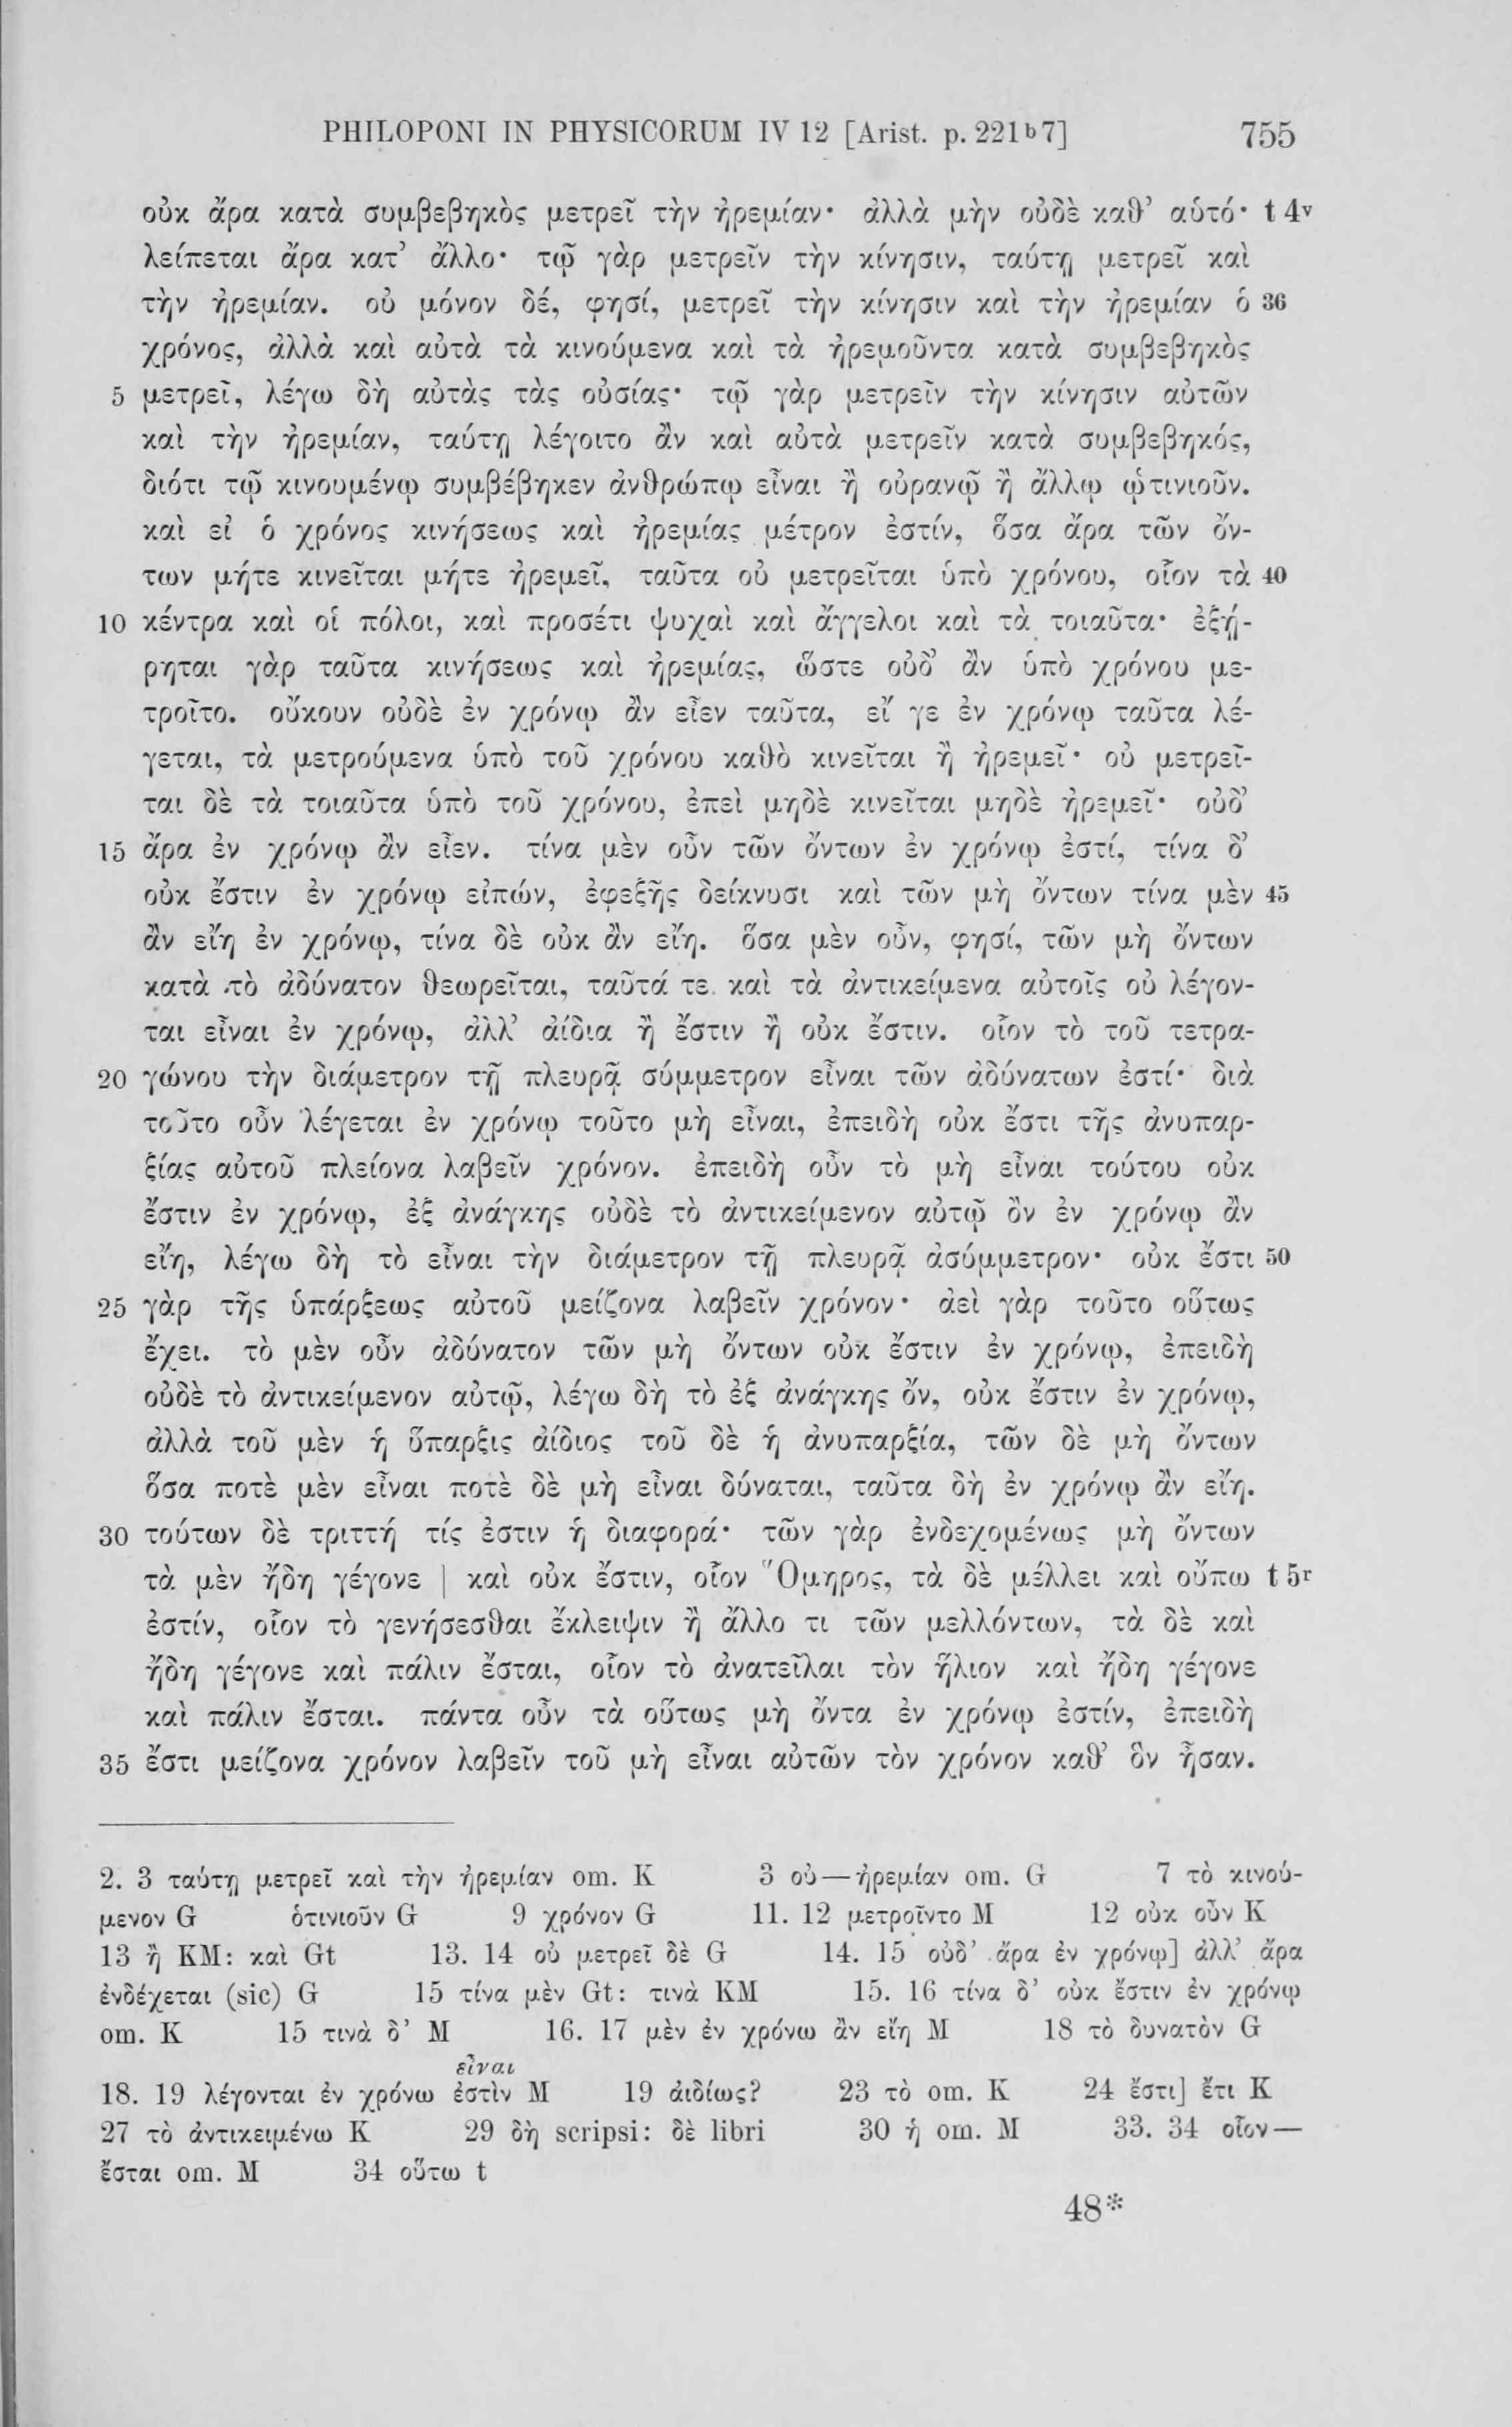 PHILOPONI IN PHYSICORUM IV 12 [Arist. p. 221b7] 755
οὐκ ἄρα κατὰ συμβεβηκὸς μετρεῖ τὴν ἠρεμίαν· ἀλλὰ μὴν οὐδὲ καθ’ αὑτό· t 4v
λείπεται ἄρα κατ’ ἄλλο· τῷ γὰρ μετρεῖν τὴν κίνησιν, ταύτῃ μετρεῖ καὶ
τὴν ἠρεμίαν. οὐ μόνον δέ, φησί, μετρεῖ τὴν κίνησιν καὶ τὴν ἠρεμίαν ὁ 36
χρόνος, ἀλλὰ καὶ αὐτὰ τὰ κινούμενα καὶ τὰ ἠρεμοῦντα κατὰ συμβεβηκὸς
5 μετρεῖ, λέγω δὴ αὐτὰς τὰς οὐσίας· τῷ γὰρ μετρεῖν τὴν κίνησιν αὐτῶν
καὶ τὴν ἠρεμίαν, ταύτῃ λέγοιτο ἂν καὶ αὐτὰ μετρεῖν κατὰ συμβεβηκός,
διότι τῷ κινουμένῳ συμβέβηκεν ἀνθρώπῳ εἶναι ἢ οὐρανῷ ἢ ἄλλῳ ᾡτινιοῦν.
καὶ εἰ ὁ χρόνος κινήσεως καὶ ἠρεμίας μέτρον ἐστίν, ὅσα ἄρα τῶν ὄν-
των μήτε κινεῖται μήτε ἠρεμεῖ, ταῦτα οὐ μετρεῖται ὑπὸ χρόνου, οἷον τὰ 40
10 κέντρα καὶ οἱ πόλοι, καὶ προσέτι ψυχαὶ καὶ ἄγγελοι καὶ τὰ τοιαῦτα· ἐξῄ-
ρηται γὰρ ταῦτα κινήσεως καὶ ἠρεμίας, ὥστε οὐδ’ ἂν ὑπὸ χρόνου με-
τροῖτο. οὔκουν οὐδὲ ἐν χρόνῳ ἂν εἶεν ταῦτα, εἴ γε ἐν χρόνῳ ταῦτα λέ-
γεται, τὰ μετρούμενα ὑπὸ τοῦ χρόνου καθὸ κινεῖται ἢ ἠρεμεῖ· οὐ μετρεῖ-
ται δὲ τὰ τοιαῦτα ὑπὸ τοῦ χρόνου, ἐπεὶ μηδὲ κινεῖται μηδὲ ἠρεμεῖ· οὐδ’
15 ἄρα ἐν χρόνῳ ἂν εἶεν. τίνα μὲν οὖν τῶν ὄντων ἐν χρόνῳ ἐστί, τίνα δ’
οὐκ ἔστιν ἐν χρόνῳ εἰπών, ἐφεξῆς δείκνυσι καὶ τῶν μὴ ὄντων τίνα μὲν 45
ἂν εἴη ἐν χρόνῳ, τίνα δὲ οὐκ ἂν εἴη. ὅσα μὲν οὖν, φησί, τῶν μὴ ὄντων
κατὰ τὸ ἀδύνατον θεωρεῖται, ταῦτά τε καὶ τὰ ἀντικείμενα αὐτοῖς οὐ λέγον-
ται εἶναι ἐν χρόνῳ, ἀλλ’ ἀίδια ἢ ἔστιν ἢ οὐκ ἔστιν. οἷον τὸ τοῦ τετρα-
20 γώνου τὴν διάμετρον τῇ πλευρᾷ σύμμετρον εἶναι τῶν ἀδύνατων ἐστί· διὰ
τοῦτο οὖν λέγεται ἐν χρόνῳ τοῦτο μὴ εἶναι, ἐπειδὴ οὐκ ἔστι τῆς ἀνυπαρ-
ξίας αὐτοῦ πλείονα λαβεῖν χρόνον. ἐπειδὴ οὖν τὸ μὴ εἶναι τούτου οὐκ
ἔστιν ἐν χρόνῳ, ἐξ ἀνάγκης οὐδὲ τὸ ἀντικείμενον αὐτῷ ὂν ἐν χρόνῳ ἂν
εἴη, λέγω δὴ τὸ εἶναι τὴν διάμετρον τῇ πλευρᾷ ἀσύμμετρον· οὐκ ἔστι 50
25 γὰρ τῆς ὑπάρξεως αὐτοῦ μείζονα λαβεῖν χρόνον· ἀεὶ γὰρ τοῦτο οὕτως
ἔχει. τὸ μὲν οὖν ἀδύνατον τῶν μὴ ὄντων οὐκ ἔστιν ἐν χρόνῳ, ἐπειδὴ
οὐδὲ τὸ ἀντικείμενον αὐτῷ, λέγω δὴ τὸ ἐξ ἀνάγκης ὄν, οὐκ ἔστιν ἐν χρόνῳ,
ἀλλὰ τοῦ μὲν ἡ ὕπαρξις ἀίδιος τοῦ δὲ ἡ ἀνυπαρξία, τῶν δὲ μὴ ὄντων
ὅσα ποτὲ μὲν εἶναι ποτὲ δὲ μὴ εἶναι δύναται, ταῦτα δὴ ἐν χρόνῳ ἂν εἴη.
30 τούτων δὲ τριττή τίς ἐστιν ἡ διαφορά· τῶν γὰρ ἐνδεχομένως μὴ ὄντων
τὰ μὲν ἤδη γέγονε | καὶ οὐκ ἔστιν, οἷον Ὅμηρος, τὰ δὲ μέλλει καὶ οὔπω t 5r
ἐστίν, οἷον τὸ γενήσεσθαι ἔκλειψιν ἢ ἄλλο τι τῶν μελλόντων, τὰ δὲ καὶ
ἤδη γέγονε καὶ πάλιν ἔσται, οἷον τὸ ἀνατεῖλαι τὸν ἥλιον καὶ ἤδη γέγονε
καὶ πάλιν ἔσται. πάντα οὖν τὰ οὕτως μὴ ὄντα ἐν χρόνῳ ἐστίν, ἐπειδὴ
35 ἔστι μείζονα χρόνον λαβεῖν τοῦ μὴ εἶναι αὐτῶν τὸν χρόνον καθ’ ὃν ἦσαν.
2. 3 ταύτῃ μετρεῖ καὶ τὴν ἠρεμίαν om. K 3 οὐ—ἠρεμίαν om. G 7 τὸ κινού-
μενον G ὁτινιοῦν G 9 χρόνον G 11. 12 μετροῖντο M 12 οὐκ οὖν K
13 ἢ KM: καὶ Gt 13. 14 οὐ μετρεῖ δὲ G 14. 15 οὐδ’ ἄρα ἐν χρόνῳ] ἀλλ’ ἄρα
ἐνδέχεται (sic) G 15 τίνα μὲν Gt: τινὰ KM 15. 16 τίνα δ’ οὐκ ἔστιν ἐν χρόνῳ
om. K 15 τινὰ δ’ M 16. 17 μὲν ἐν χρόνω ἂν εἴη M 18 τὸ δυνατὸν G
εἶναι
18. 19 λέγονται ἐν χρόνω ἐστὶν M 19 ἀιδίως? 23 τὸ om. K 24 ἔστι] ἔτι K
27 τὸ ἀντικειμένω K 29 δὴ scripsi: δὲ libri 30 ἡ om. M 33. 34 οἷον—
ἔσται om. M 34 οὕτω t
48*